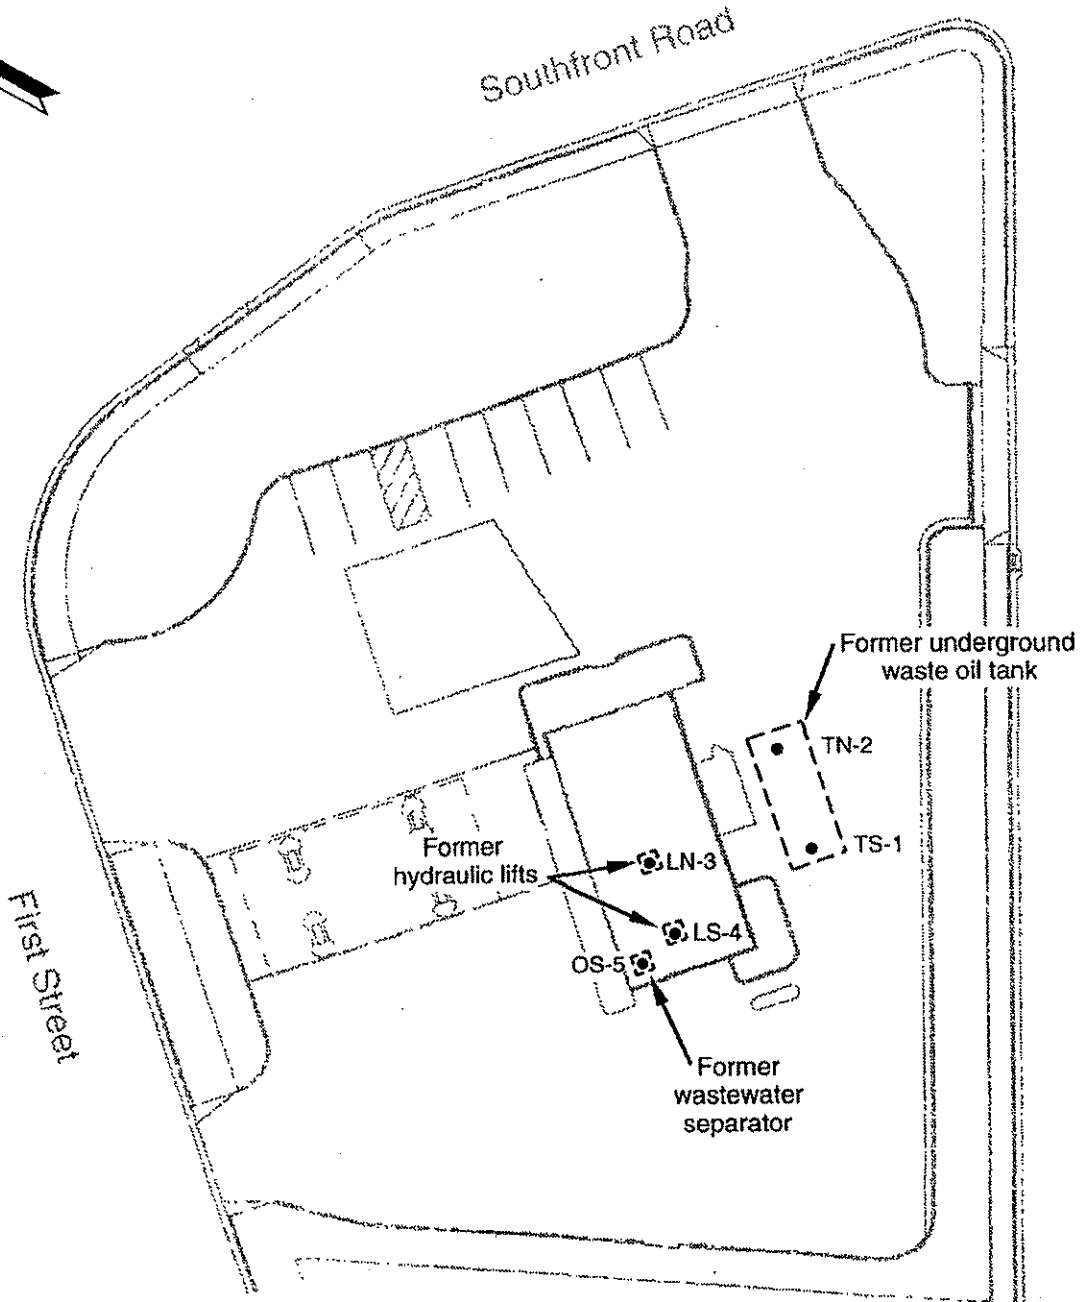 Southfront Road
Former underground
waste oil tank
TN-2
TS-1
Former
hydraulic lifts
LN-3
LS-4
OS-5
First Street
Former
wastewater
separator